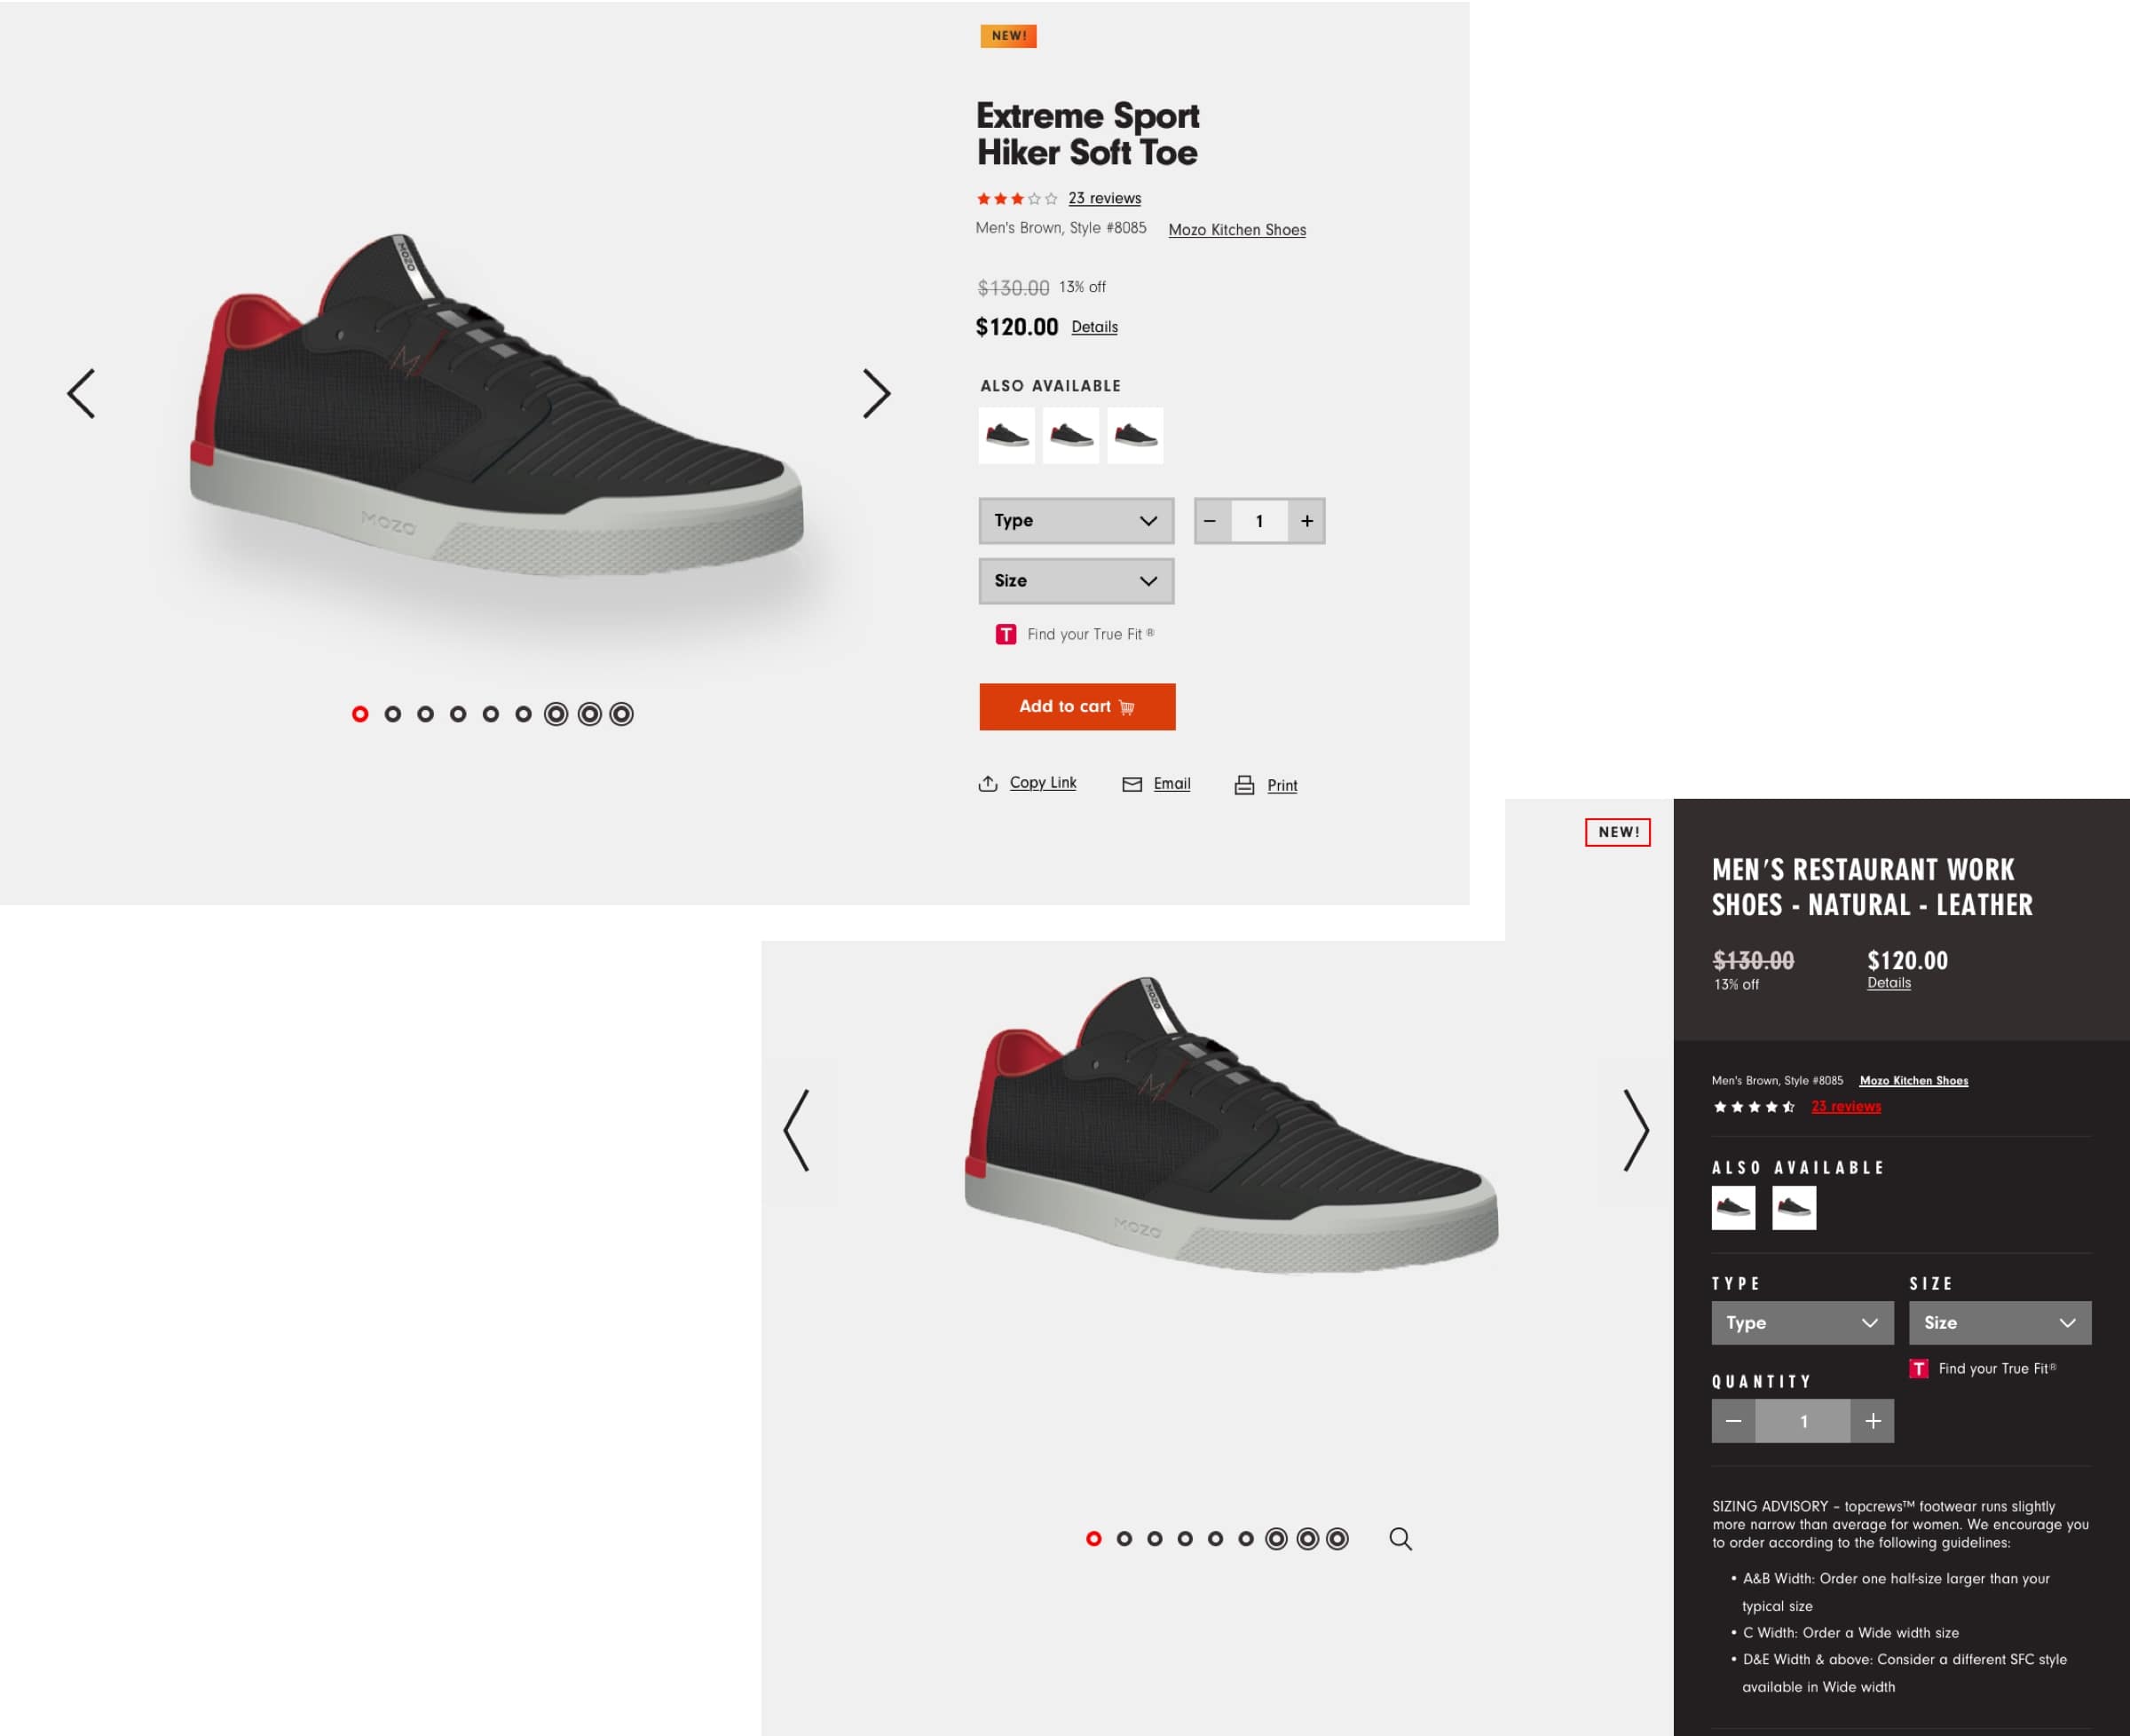 NEW!
Extreme Sport
Hiker Soft Toe
23 reviews
Men's Brown, Style #8085 Mozo Kitchen Shoes
$130.00 13% off
$120.00 Details
ALSO AVAILABLE
Type
1
Size
T Find your True Fit ®
Add to cart
Copy Link Email Print
MOZO
MOZO
NEW!
MEN'S RESTAURANT WORK
SHOES - NATURAL - LEATHER
$130.00 $120.00
13% off Details
Men's Brown, Style #8085 Mozo Kitchen Shoes
23 reviews
ALSO AVAILABLE
TYPE SIZE
Type Size
T Find your True Fit®
QUANTITY
1
SIZING ADVISORY – topcrews™ footwear runs slightly
more narrow than average for women. We encourage you
to order according to the following guidelines:
• A&B Width: Order one half-size larger than your
typical size
• C Width: Order a Wide width size
• D&E Width & above: Consider a different SFC style
available in Wide width
MOZO
MOZO